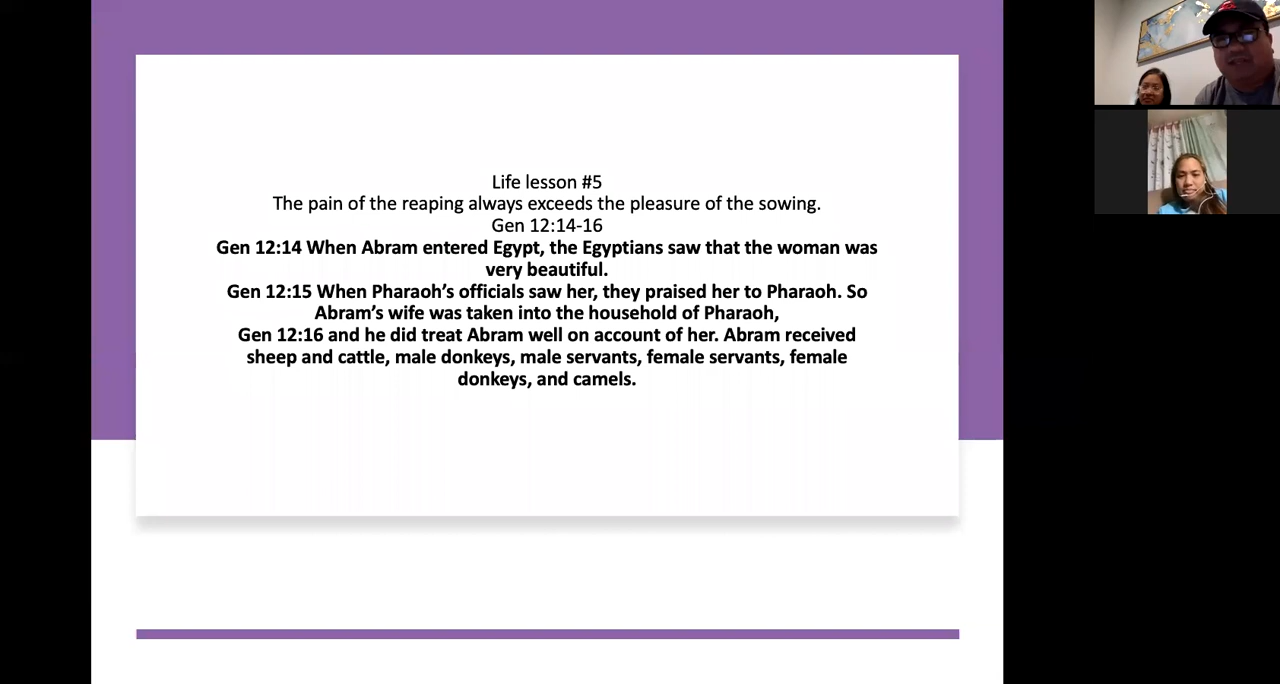 Life lesson #5
The pain of the reaping always exceeds the pleasure of the sowing.
Gen 12:14-16
Gen 12:14 When Abram entered Egypt, the Egyptians saw that the woman was
very beautiful.
Gen 12:15 When Pharaoh’s officials saw her, they praised her to Pharaoh. So
Abram’s wife was taken into the household of Pharaoh,
Gen 12:16 and he did treat Abram well on account of her. Abram received
sheep and cattle, male donkeys, male servants, female servants, female
donkeys, and camels.